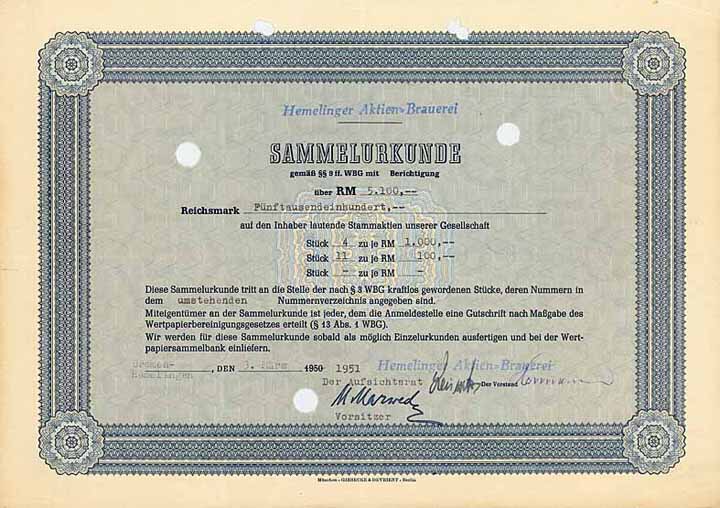 Hemelinger Aktien-Brauerei
SAMMELURKUNDE
gemäß §§ 9 ff. WBG mit Berichtigung
über RM 5.100,--
Reichsmark Fünftausendeinhundert,--
auf den Inhaber lautende Stammaktien unserer Gesellschaft
Stück 4 zu je RM 1.000,--
Stück 11 zu je RM 100,--
Stück - zu je RM -
Diese Sammelurkunde tritt an die Stelle der nach § 3 WBG kraftlos gewordenen Stücke, deren Nummern in
dem umstehenden Nummernverzeichnis angegeben sind.
Miteigentümer an der Sammelurkunde ist jeder, dem die Anmeldestelle eine Gutschrift nach Maßgabe des
Wertpapierbereinigungsgesetzes erteilt (§ 13 Abs. 1 WBG).
Wir werden für diese Sammelurkunde sobald als möglich Einzelurkunden ausfertigen und bei der Wert-
papiersammelbank einliefern.
Bremen-
Hemelingen, DEN 3. März 1950 1951 Hemelinger Aktien-Brauerei
Der Aufsichtsrat Der Vorstand
M. Marwede
Vorsitzer
München - GIESECKE & DEVRIENT - Berlin